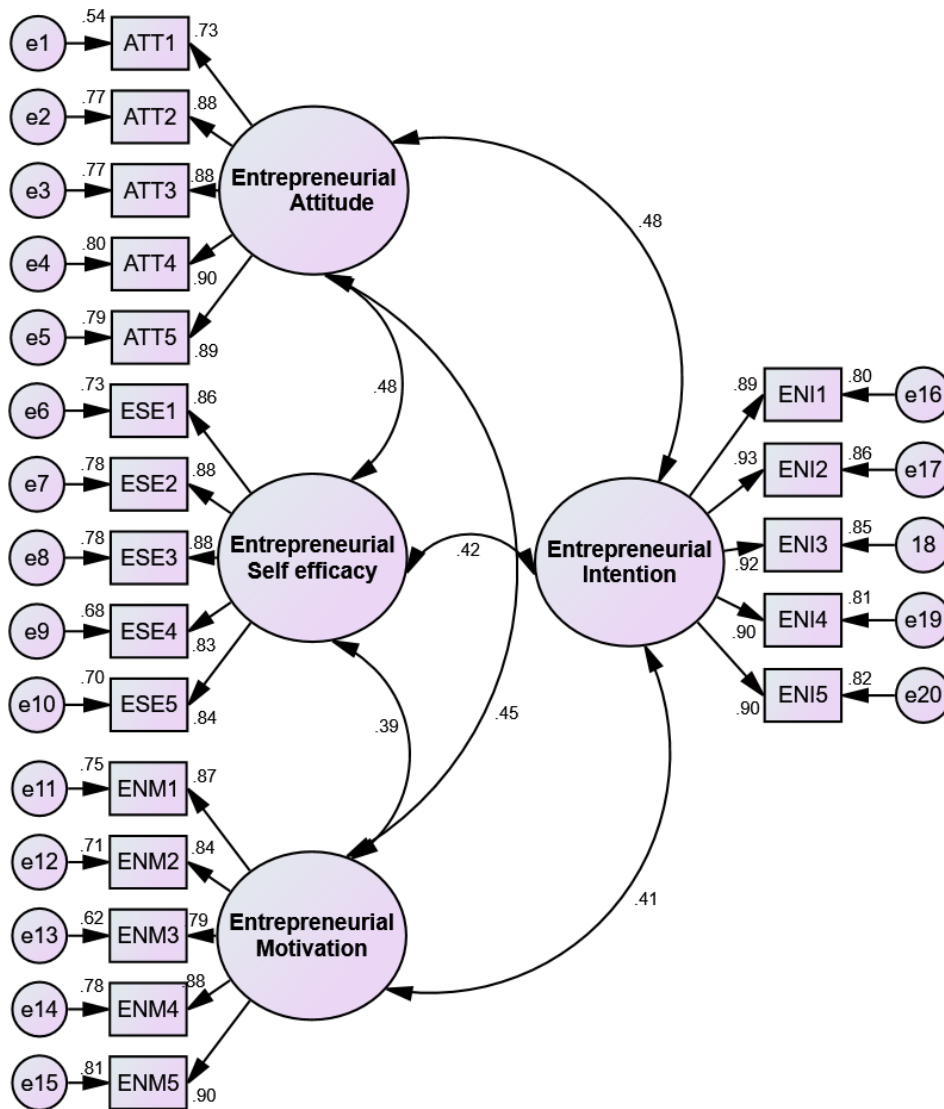 e1 .54 ATT1 .73
e2 .77 ATT2 .88
e3 .77 ATT3 .88
e4 .80 ATT4 .90
e5 .79 ATT5 .89
Entrepreneurial
Attitude
.48
.48
e6 .73 ESE1 .86
e7 .78 ESE2 .88
e8 .78 ESE3 .88
e9 .68 ESE4 .83
e10 .70 ESE5 .84
Entrepreneurial
Self efficacy
.42
Entrepreneurial
Intention
.89 ENI1 .80 e16
.93 ENI2 .86 e17
.92 ENI3 .85 18
.90 ENI4 .81 e19
.90 ENI5 .82 e20
.39
.45
.41
e11 .75 ENM1 .87
e12 .71 ENM2 .84
e13 .62 ENM3 .79
e14 .78 ENM4 .88
e15 .81 ENM5 .90
Entrepreneurial
Motivation